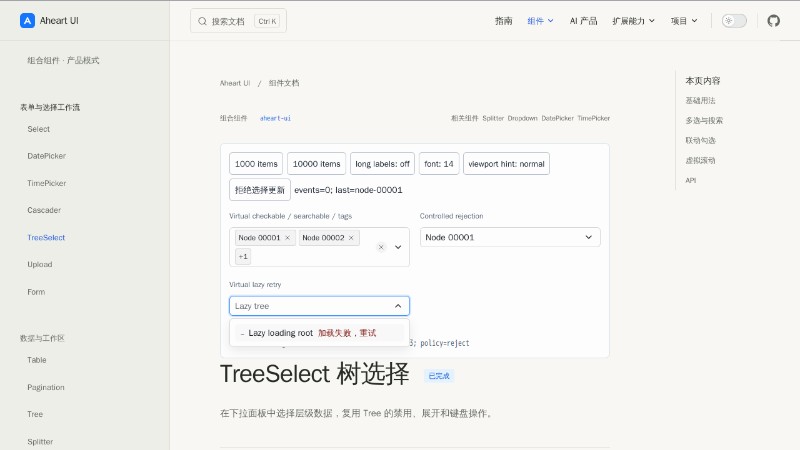 Aheart UI
搜索文档
Ctrl K
指南
组件
AI 产品
扩展能力
项目
组合组件 · 产品模式
表单与选择工作流
Select
DatePicker
TimePicker
Cascader
TreeSelect
Upload
Form
数据与工作区
Table
Pagination
Tree
Splitter
Aheart UI / 组件文档
组合组件 aheart-ui
相关组件 Splitter Dropdown DatePicker TimePicker
1000 items
10000 items
long labels: off
font: 14
viewport hint: normal
拒绝选择更新
events=0; last=node-00001
Virtual checkable / searchable / tags
Node 00001 ×
Node 00002 ×
+1
Controlled rejection
Node 00001
Virtual lazy retry
Lazy tree
Lazy loading root 加载失败，重试
policy=reject
TreeSelect 树选择
已完成
在下拉面板中选择层级数据，复用 Tree 的禁用、展开和键盘操作。
本页内容
基础用法
多选与搜索
联动勾选
虚拟滚动
API